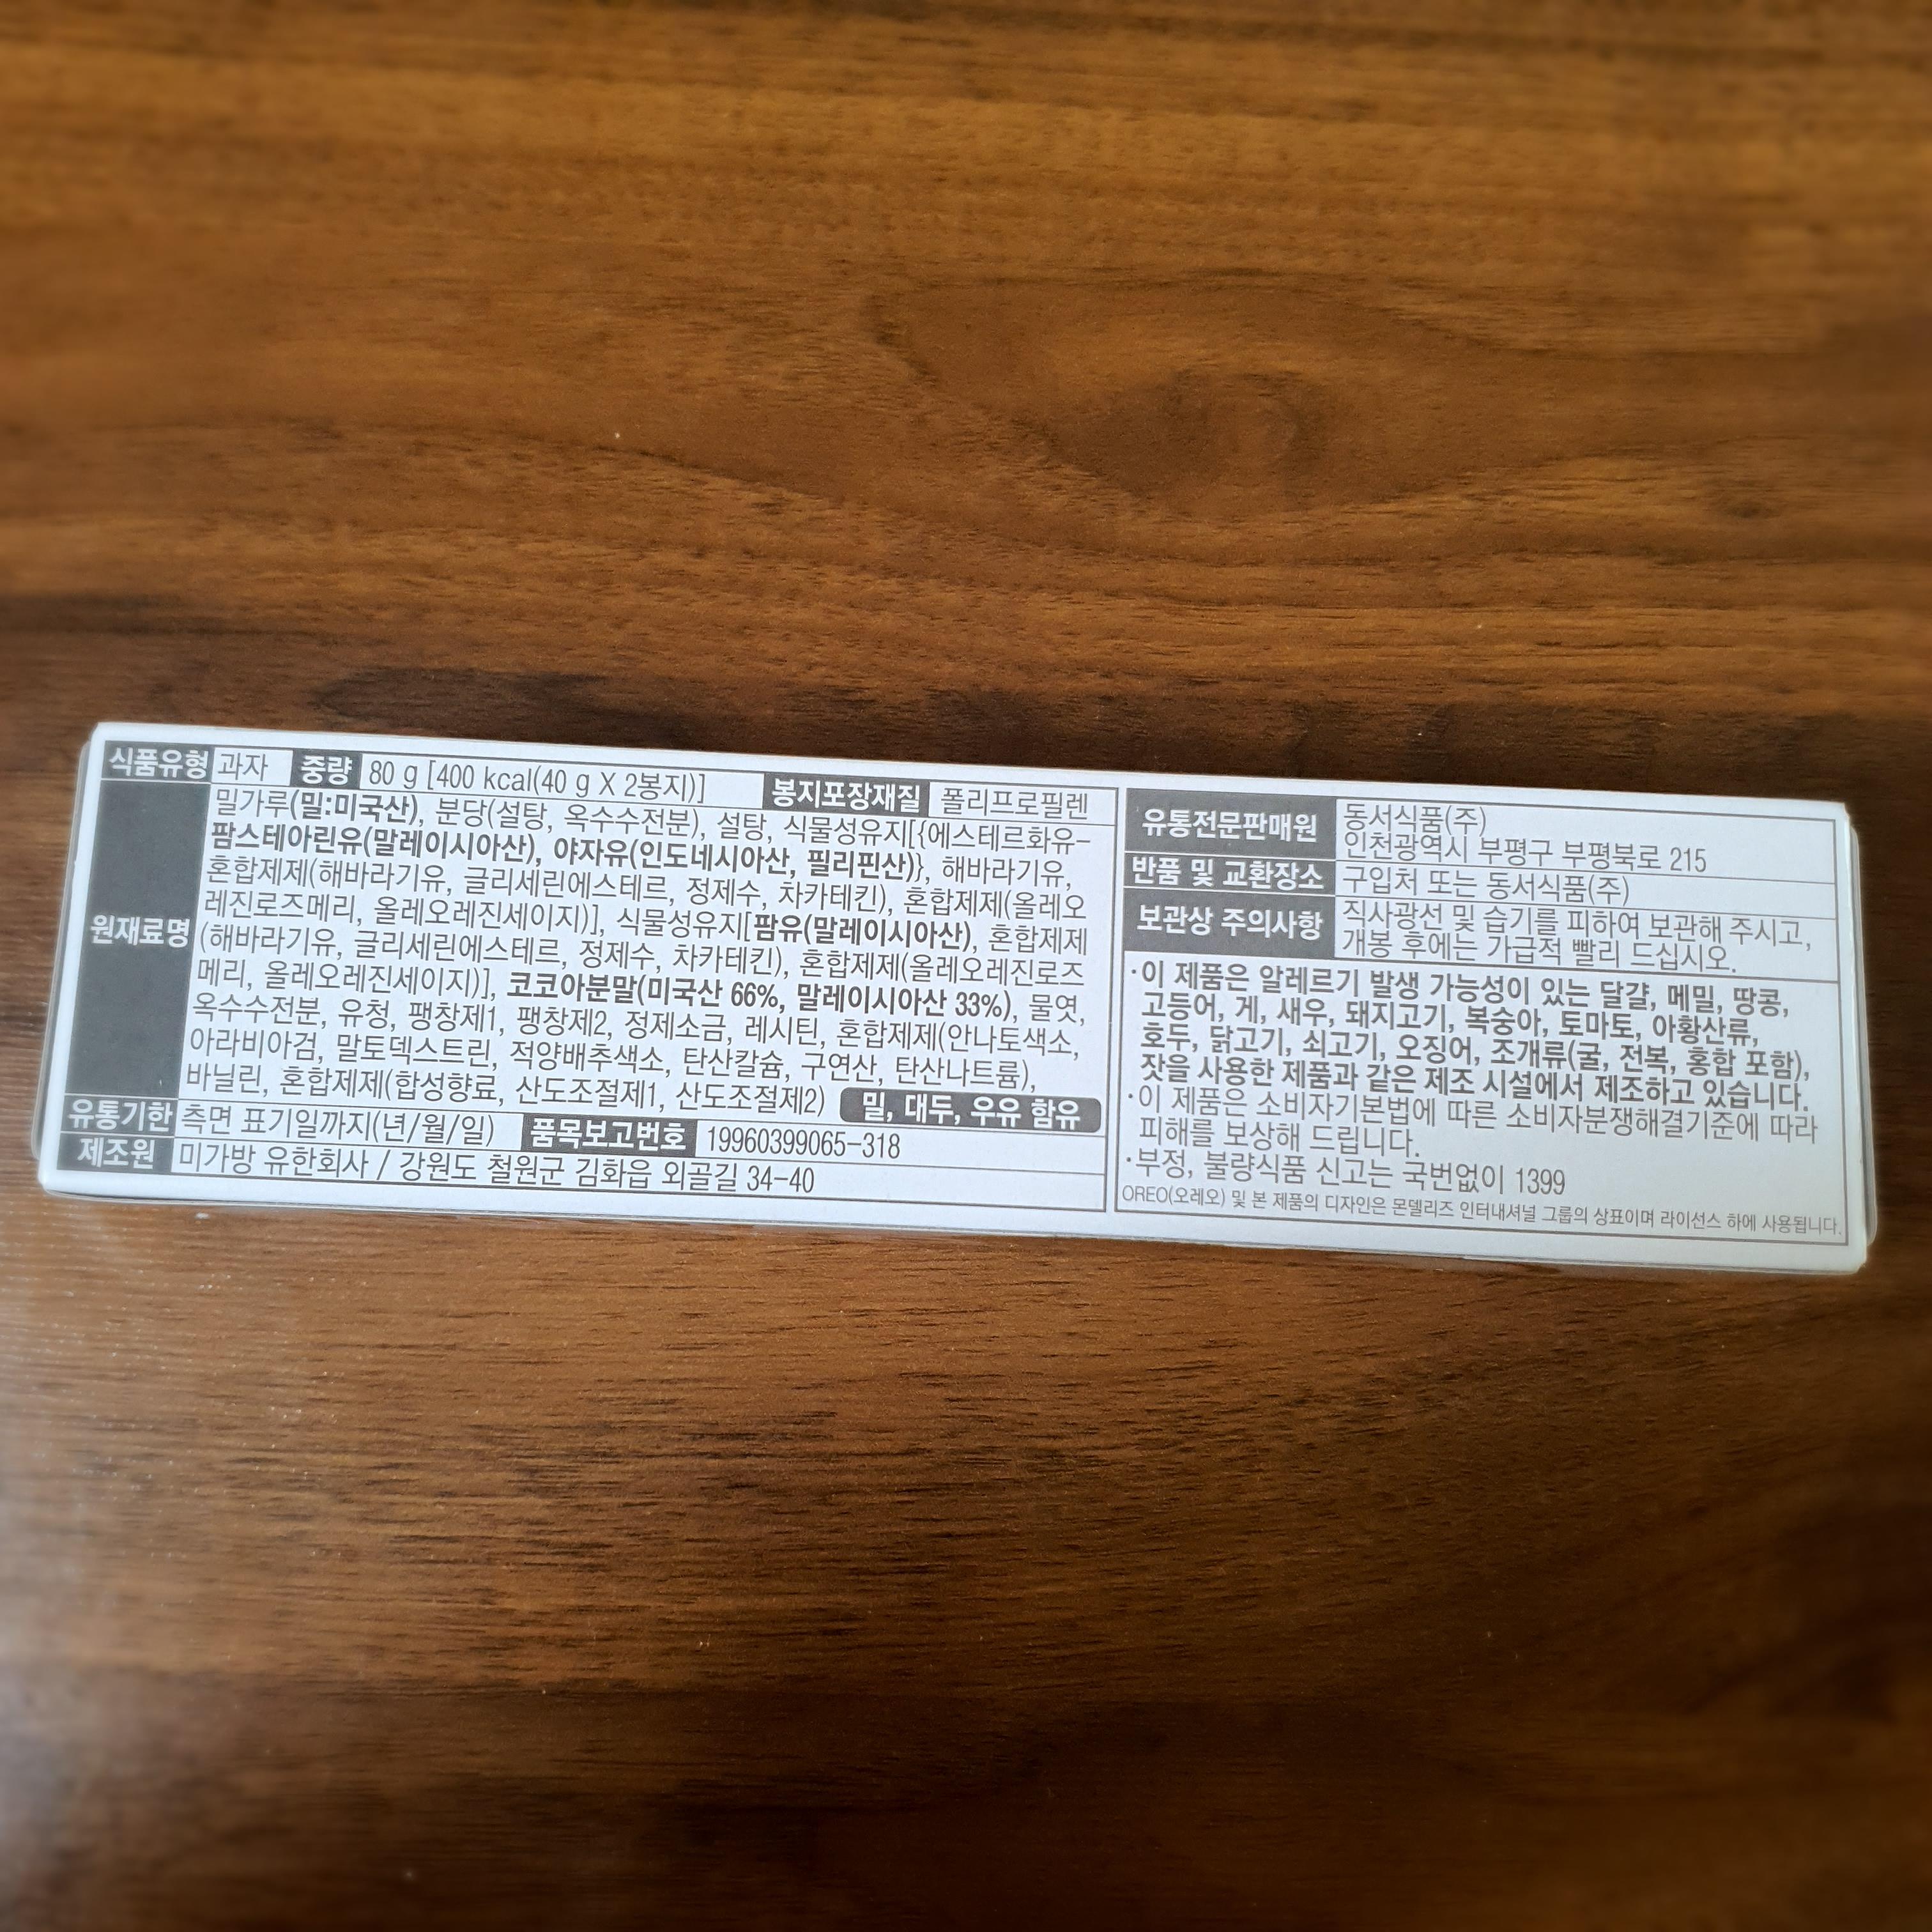 식품유형 과자 중량 80 g [400 kcal(40 g X 2봉지)] 봉지포장재질 폴리프로필렌
원재료명
밀가루(밀:미국산), 분당(설탕, 옥수수전분), 설탕, 식물성유지[{에스테르화유-
팜스테아린유(말레이시아산), 야자유(인도네시아산, 필리핀산)}, 해바라기유,
혼합제제(해바라기유, 글리세린에스테르, 정제수, 차카테킨), 혼합제제(올레오
레진로즈메리, 올레오레진세이지)], 식물성유지[팜유(말레이시아산), 혼합제제
(해바라기유, 글리세린에스테르, 정제수, 차카테킨), 혼합제제(올레오레진로즈
메리, 올레오레진세이지)], 코코아분말(미국산 66%, 말레이시아산 33%), 물엿,
옥수수전분, 유청, 팽창제1, 팽창제2, 정제소금, 레시틴, 혼합제제(안나토색소,
아라비아검, 말토덱스트린, 적양배추색소, 탄산칼슘, 구연산, 탄산나트륨),
바닐린, 혼합제제(합성향료, 산도조절제1, 산도조절제2) 밀, 대두, 우유 함유
유통기한 측면 표기일까지(년/월/일) 품목보고번호 19960399065-318
제조원 미가방 유한회사 / 강원도 철원군 김화읍 외골길 34-40
유통전문판매원 동서식품(주)
인천광역시 부평구 부평북로 215
반품 및 교환장소 구입처 또는 동서식품(주)
보관상 주의사항 직사광선 및 습기를 피하여 보관해 주시고,
개봉 후에는 가급적 빨리 드십시오.
·이 제품은 알레르기 발생 가능성이 있는 달걀, 메밀, 땅콩,
고등어, 게, 새우, 돼지고기, 복숭아, 토마토, 아황산류,
호두, 닭고기, 쇠고기, 오징어, 조개류(굴, 전복, 홍합 포함),
잣을 사용한 제품과 같은 제조 시설에서 제조하고 있습니다.
·이 제품은 소비자기본법에 따른 소비자분쟁해결기준에 따라
피해를 보상해 드립니다.
·부정, 불량식품 신고는 국번없이 1399
OREO(오레오) 및 본 제품의 디자인은 몬델리즈 인터내셔널 그룹의 상표이며 라이선스 하에 사용됩니다.